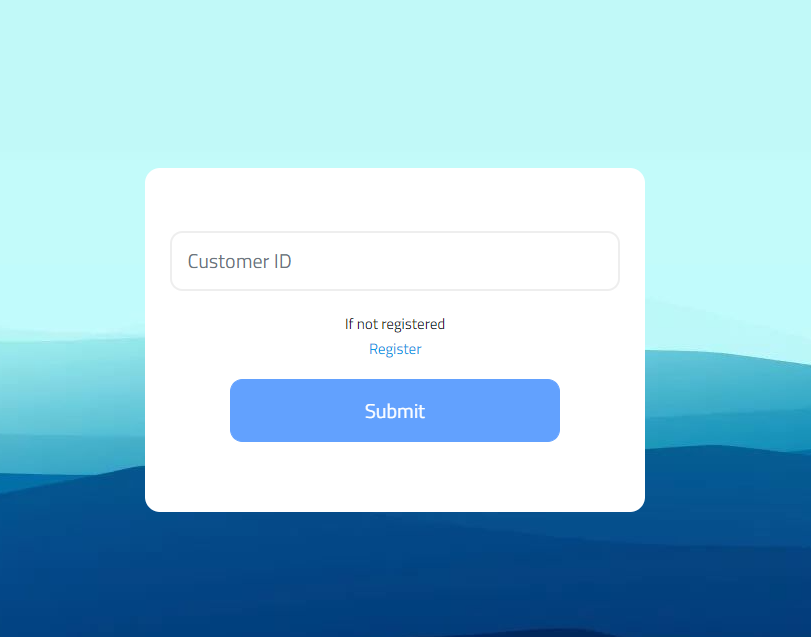 Customer ID
If not registered
Register
Submit